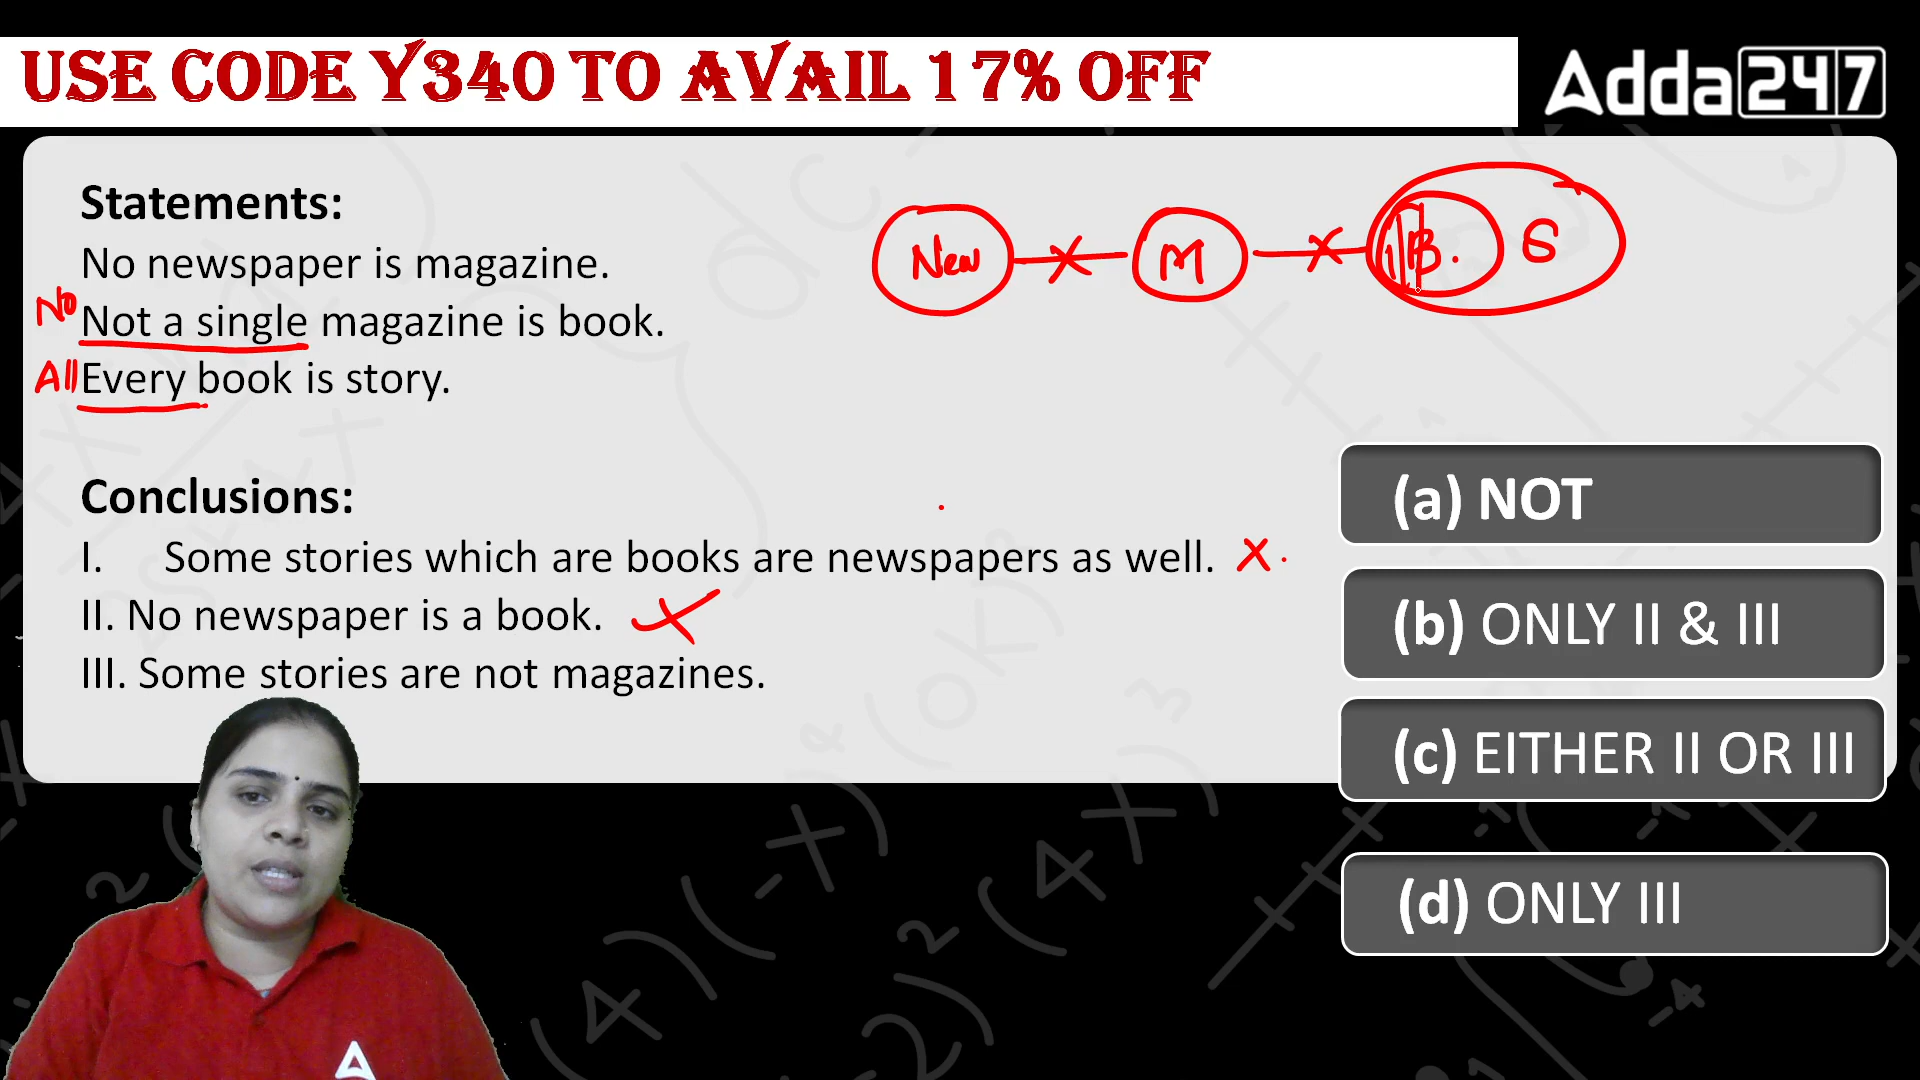 USE CODE Y340 TO AVAIL 17% OFF
Adda247
Statements:
No newspaper is magazine.
No
Not a single magazine is book.
All
Every book is story.
New
M
B
S
Conclusions:
I. Some stories which are books are newspapers as well.
II. No newspaper is a book.
III. Some stories are not magazines.
(a) NOT
(b) ONLY II & III
(c) EITHER II OR III
(d) ONLY III